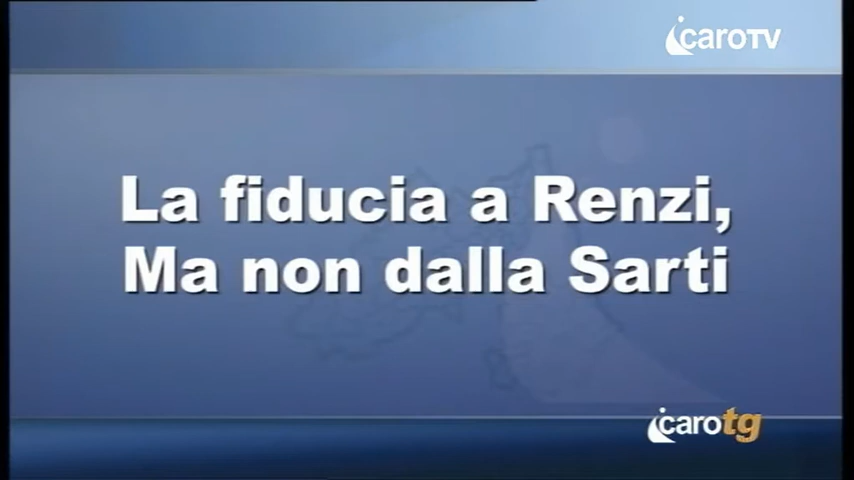 icaroTV
La fiducia a Renzi,
Ma non dalla Sarti
icarotg